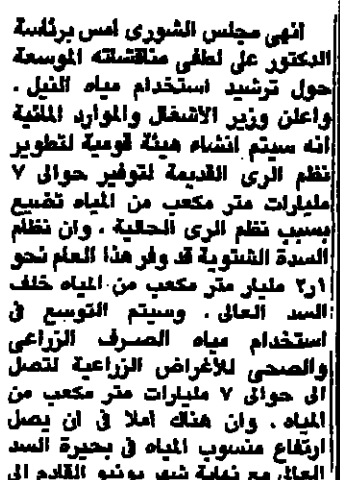 انهى مجلس الشورى امس برئاسة
الدكتور على لطفى مناقشاته الموسعة
حول ترشيد استخدام مياه النيل .
واعلن وزير الاشغال والموارد المائية
انه سيتم انشاء هيئة قومية لتطوير
نظم الرى القديمة لتوفير حوالى ٧
مليارات متر مكعب من المياه تضيع
بسبب نظم الرى الحالية . وان نظام
السدة الشتوية قد وفر هذا العام نحو
٢ر١ مليار متر مكعب من المياه خلف
السد العالى . وسيتم التوسع فى
استخدام مياه الصرف الزراعى
والصحى للأغراض الزراعية لتصل
الى حوالى ٧ مليارات متر مكعب من
المياه . وان هناك املا فى ان يصل
ارتفاع منسوب المياه فى بحيرة السد
العالى مع نهاية شهر يونيو القادم الى